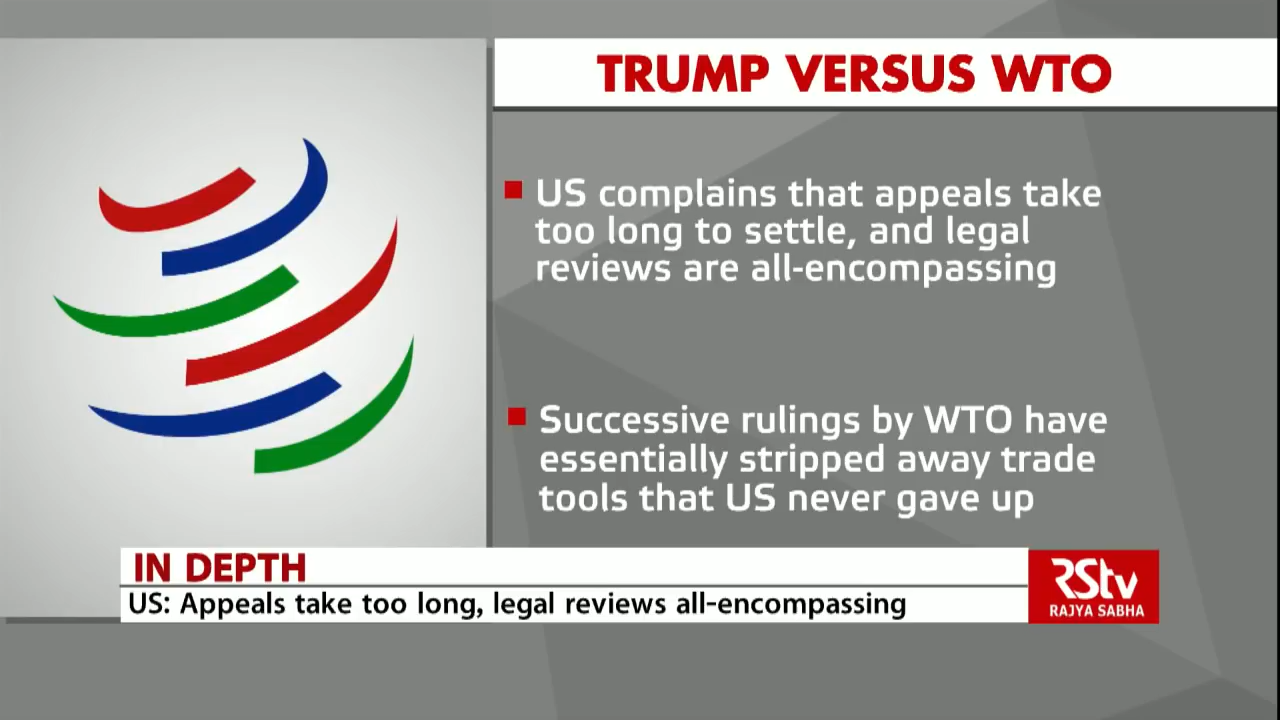 TRUMP VERSUS WTO
US complains that appeals take
too long to settle, and legal
reviews are all-encompassing
Successive rulings by WTO have
essentially stripped away trade
tools that US never gave up
IN DEPTH
US: Appeals take too long, legal reviews all-encompassing
RStv
RAJYA SABHA